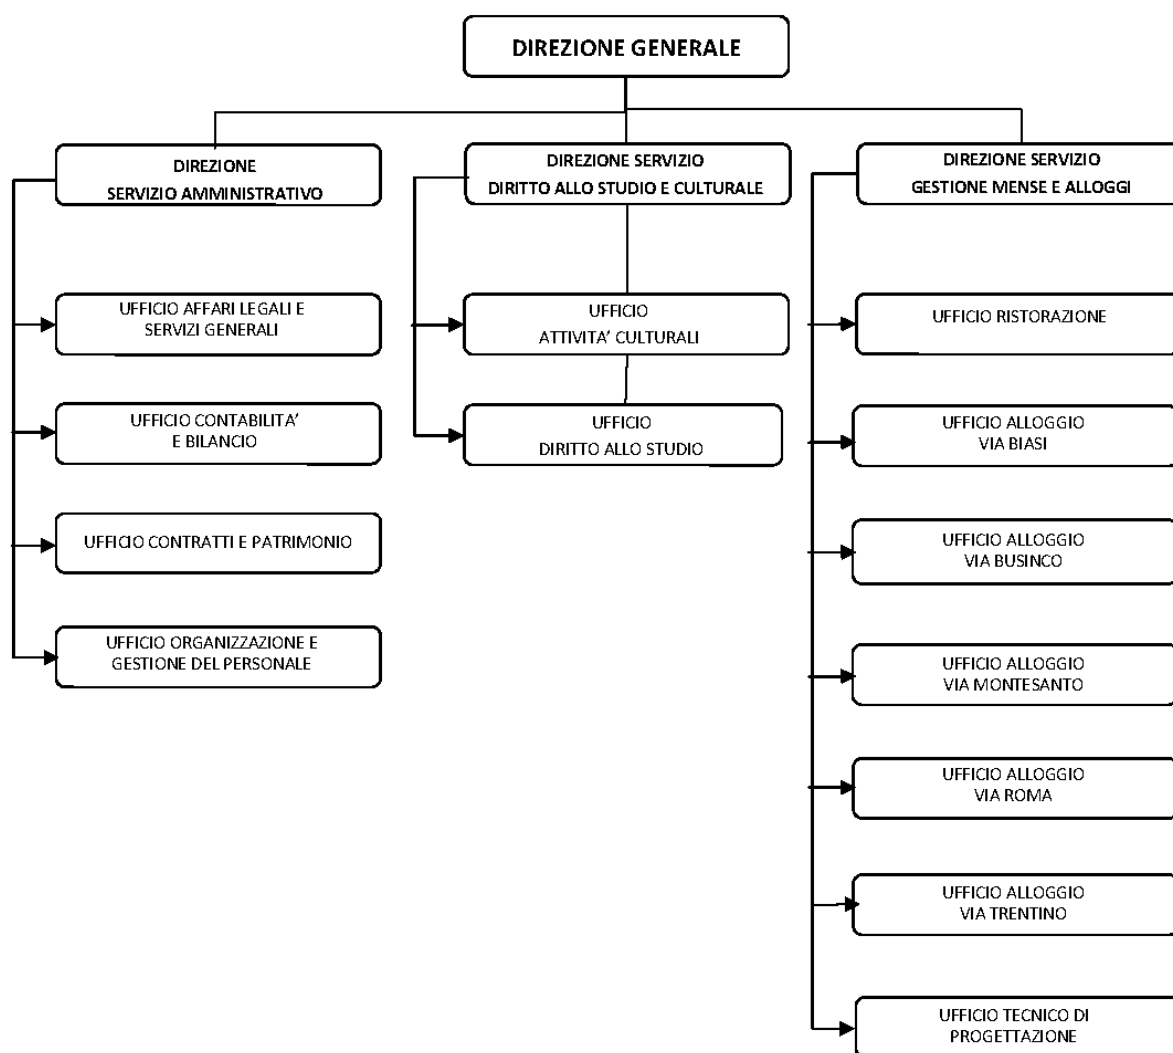 DIREZIONE GENERALE
DIREZIONE
SERVIZIO AMMINISTRATIVO
UFFICIO AFFARI LEGALI E
SERVIZI GENERALI
UFFICIO CONTABILITA'
E BILANCIO
UFFICIO CONTRATTI E PATRIMONIO
UFFICIO ORGANIZZAZIONE E
GESTIONE DEL PERSONALE
DIREZIONE SERVIZIO
DIRITTO ALLO STUDIO E CULTURALE
UFFICIO
ATTIVITA' CULTURALI
UFFICIO
DIRITTO ALLO STUDIO
DIREZIONE SERVIZIO
GESTIONE MENSE E ALLOGGI
UFFICIO RISTORAZIONE
UFFICIO ALLOGGIO
VIA BIASI
UFFICIO ALLOGGIO
VIA BUSINCO
UFFICIO ALLOGGIO
VIA MONTESANTO
UFFICIO ALLOGGIO
VIA ROMA
UFFICIO ALLOGGIO
VIA TRENTINO
UFFICIO TECNICO DI
PROGETTAZIONE